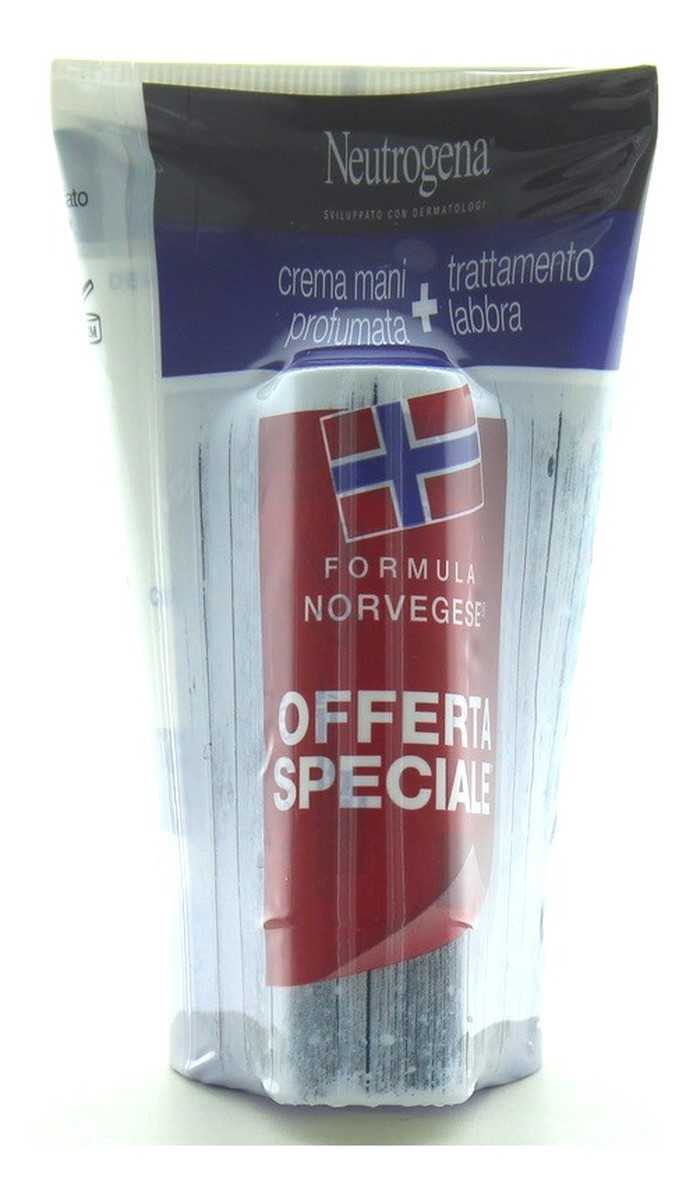 Neutrogena®
SVILUPPATO CON DERMATOLOGI
crema mani
profumata
+
trattamento
labbra
FORMULA
NORVEGESE®
OFFERTA
SPECIALE